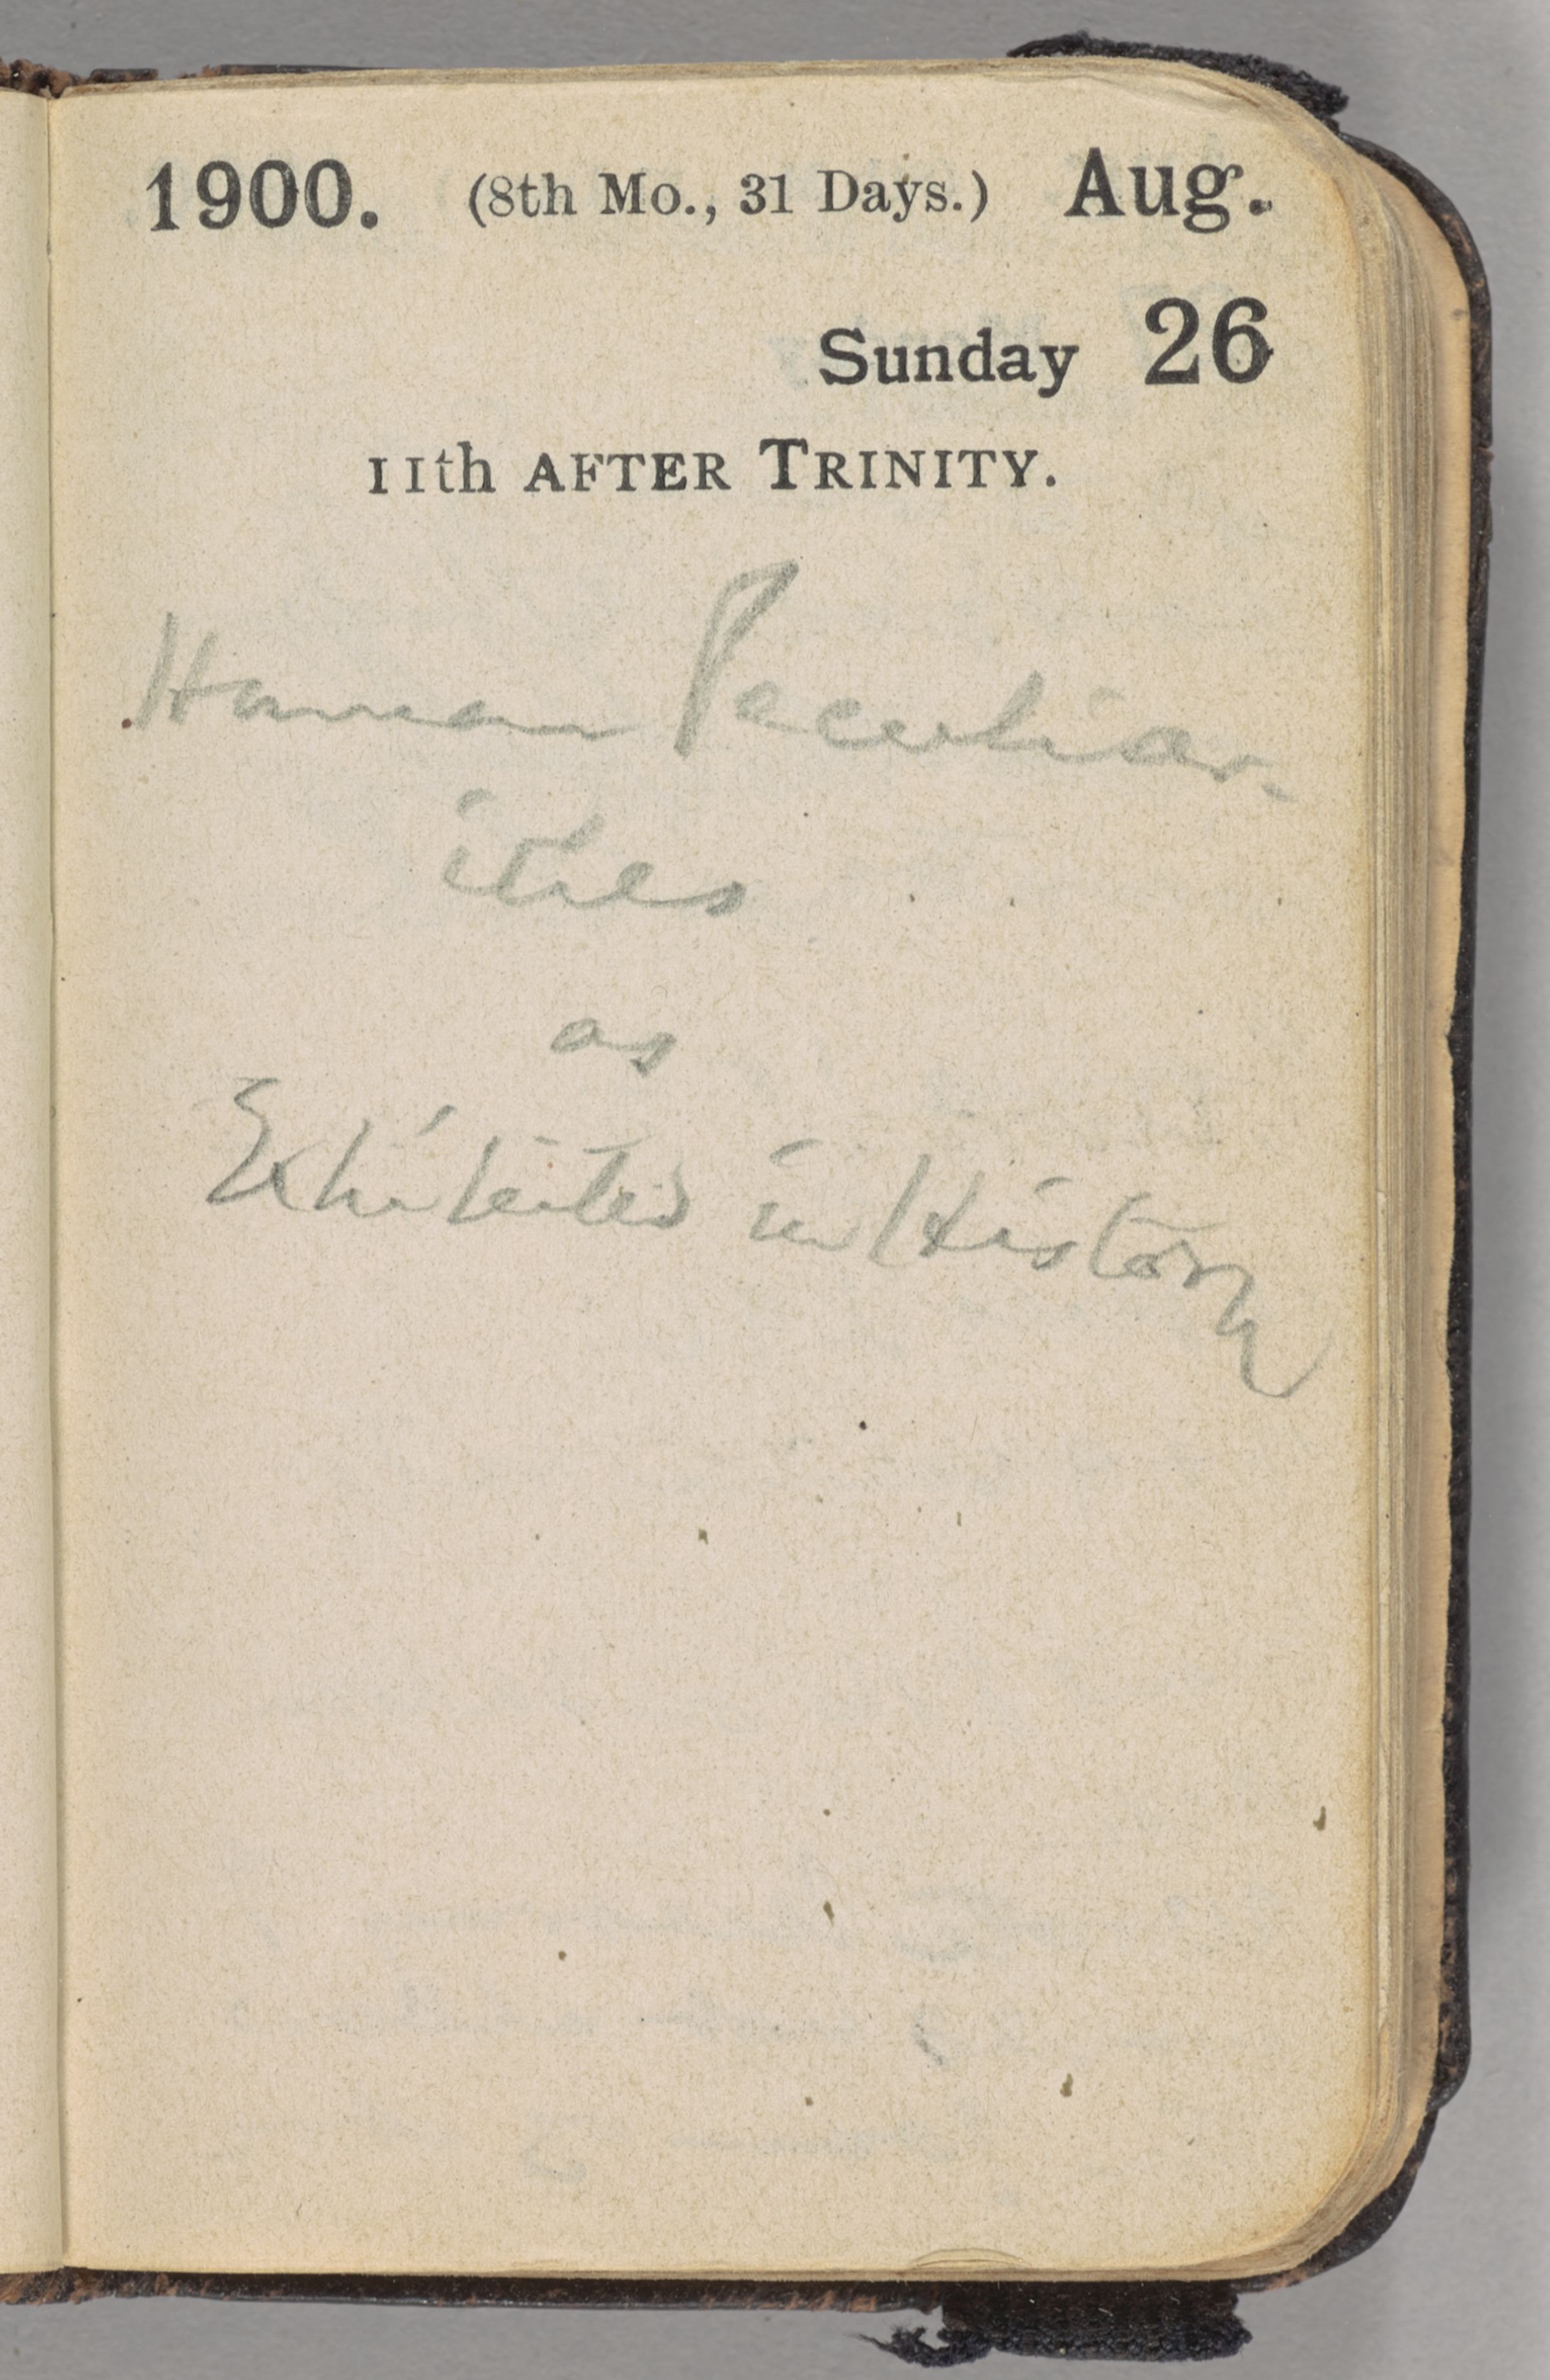 1900. (8th Mo., 31 Days.) Aug.
Sunday 26
11th AFTER TRINITY.
Human Peculiar-
ities
as
Exhibited in History